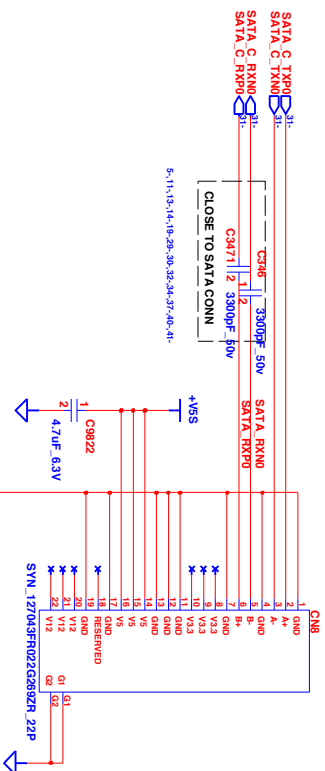 SATA_C_TXP0
SATA_C_TXN0
SATA_C_RXN0
SATA_C_RXP0
31-
31-
31-
31-
CLOSE TO SATA CONN
C3471
1
2
3300pF_50v
C346
1
2
3300pF_50v
5-,11-,13-,14-,19-,29-,30-,32-,34-,37-,40-,41-
SATA_RXN0
SATA_RXP0
+V5S
1
2
C9822
4.7uF_6.3V
CN8
1 GND
2 A+
3 A-
4 GND
5 B-
6 B+
7 GND
8 V3.3
9 V3.3
10 V3.3
11 GND
12 GND
13 GND
14 V5
15 V5
16 V5
17 GND
18 RESERVED
19 GND
20 V12
21 V12
22 V12
G1 G1
G2 G2
SYN_127043FR022G269ZR_22P